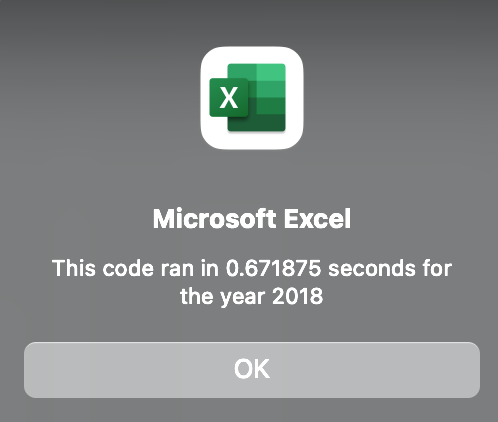 X
Microsoft Excel
This code ran in 0.671875 seconds for
the year 2018
OK